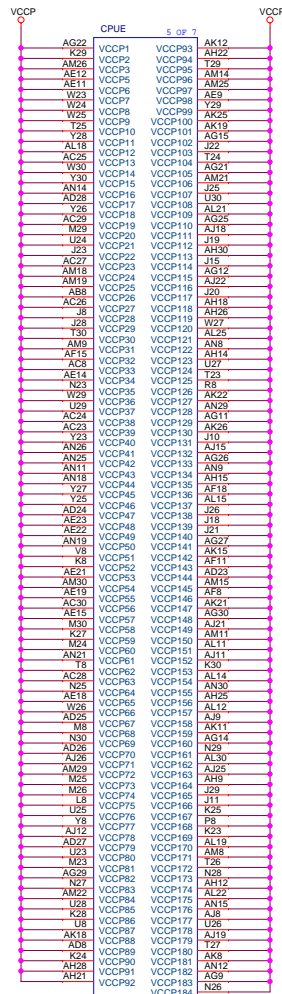 VCCP
VCCP
CPUE
5 OF 7
AG22 VCCP1 VCCP93 AK12
K29 VCCP2 VCCP94 AH22
AM26 VCCP4 VCCP95 T29
AE12 VCCP5 VCCP96 AM14
AE11 VCCP6 VCCP97 AM25
W23 VCCP7 VCCP98 AE9
W24 VCCP8 VCCP99 Y29
W25 VCCP9 VCCP100 AK25
T25 VCCP10 VCCP101 AK19
Y28 VCCP11 VCCP102 AG15
AL18 VCCP12 VCCP103 J22
AC25 VCCP13 VCCP104 T24
W30 VCCP14 VCCP105 AG21
Y30 VCCP15 VCCP106 AM21
AN14 VCCP16 VCCP107 J25
AD28 VCCP17 VCCP108 U30
Y26 VCCP18 VCCP109 AL21
AC29 VCCP19 VCCP110 AG25
M29 VCCP20 VCCP111 AJ18
U24 VCCP21 VCCP112 J19
J23 VCCP22 VCCP113 AH30
AC27 VCCP23 VCCP114 J15
AM18 VCCP24 VCCP115 AG12
AM19 VCCP25 VCCP116 AJ22
AB8 VCCP26 VCCP117 J20
AC26 VCCP27 VCCP118 AH18
J8 VCCP28 VCCP119 AH26
J28 VCCP29 VCCP120 W27
T30 VCCP30 VCCP121 AL25
AM9 VCCP31 VCCP122 AN8
AF15 VCCP32 VCCP123 AH14
AC8 VCCP33 VCCP124 U27
AE14 VCCP34 VCCP125 T23
N23 VCCP35 VCCP126 R8
W29 VCCP36 VCCP127 AK22
U29 VCCP37 VCCP128 AN29
AC24 VCCP38 VCCP129 AG11
AC23 VCCP39 VCCP130 AK26
Y23 VCCP40 VCCP131 J10
AN26 VCCP41 VCCP132 AJ15
AN25 VCCP42 VCCP133 AG26
AN11 VCCP43 VCCP134 AN9
AN18 VCCP44 VCCP135 AH15
Y27 VCCP45 VCCP136 AF18
Y25 VCCP46 VCCP137 AL15
AD24 VCCP47 VCCP138 J26
AE23 VCCP48 VCCP139 J18
AE22 VCCP49 VCCP140 J21
AN19 VCCP50 VCCP141 AG27
V8 VCCP51 VCCP142 AK15
K8 VCCP52 VCCP143 AF11
AE21 VCCP53 VCCP144 AD23
AM30 VCCP54 VCCP145 AM15
AE19 VCCP55 VCCP146 AF8
AC30 VCCP56 VCCP147 AK21
AE15 VCCP57 VCCP148 AG30
M30 VCCP58 VCCP149 AJ21
K27 VCCP59 VCCP150 AM11
M24 VCCP60 VCCP151 AL11
AN21 VCCP61 VCCP152 AJ11
T8 VCCP62 VCCP153 K30
AC28 VCCP63 VCCP154 AL14
N25 VCCP64 VCCP155 AN30
AE18 VCCP65 VCCP156 AH25
W26 VCCP66 VCCP157 AL12
AD25 VCCP67 VCCP158 AJ9
M8 VCCP68 VCCP159 AK11
N30 VCCP69 VCCP160 AG14
AD26 VCCP70 VCCP161 N29
AJ26 VCCP71 VCCP162 AL30
AM29 VCCP72 VCCP163 AJ25
M25 VCCP73 VCCP164 AH9
M26 VCCP74 VCCP165 J29
L8 VCCP75 VCCP166 J11
U25 VCCP76 VCCP167 K25
Y8 VCCP77 VCCP168 P8
AJ12 VCCP78 VCCP169 K23
AD27 VCCP79 VCCP170 AL19
U23 VCCP80 VCCP171 AM8
M23 VCCP81 VCCP172 T26
AG29 VCCP82 VCCP173 N28
N27 VCCP83 VCCP174 AH12
AM22 VCCP84 VCCP175 AL22
U28 VCCP85 VCCP176 AN15
K28 VCCP86 VCCP177 AJ8
U8 VCCP87 VCCP178 U26
AK18 VCCP88 VCCP179 AJ19
AD8 VCCP89 VCCP180 T27
K24 VCCP90 VCCP181 AK8
AH28 VCCP91 VCCP182 AN12
AH21 VCCP92 VCCP183 AG9
VCCP184 N26